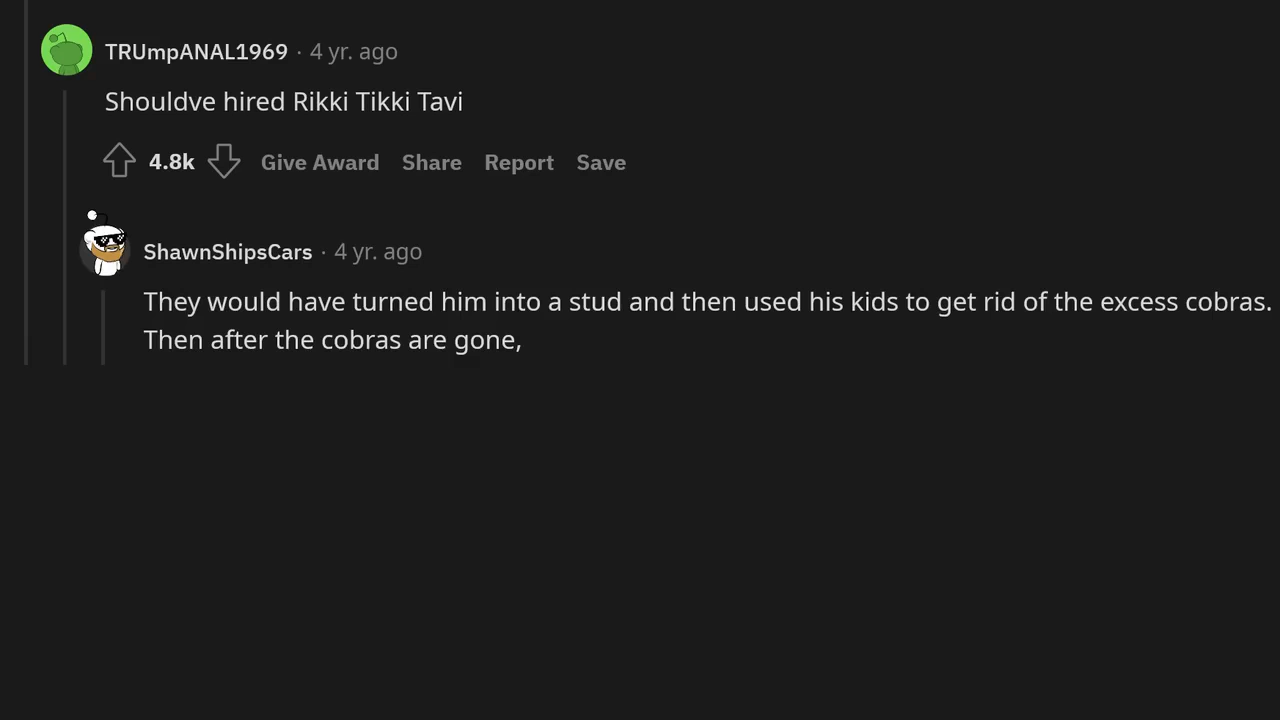 TRUmpANAL1969 · 4 yr. ago
Shouldve hired Rikki Tikki Tavi
4.8k Give Award Share Report Save
ShawnShipsCars · 4 yr. ago
They would have turned him into a stud and then used his kids to get rid of the excess cobras.
Then after the cobras are gone,